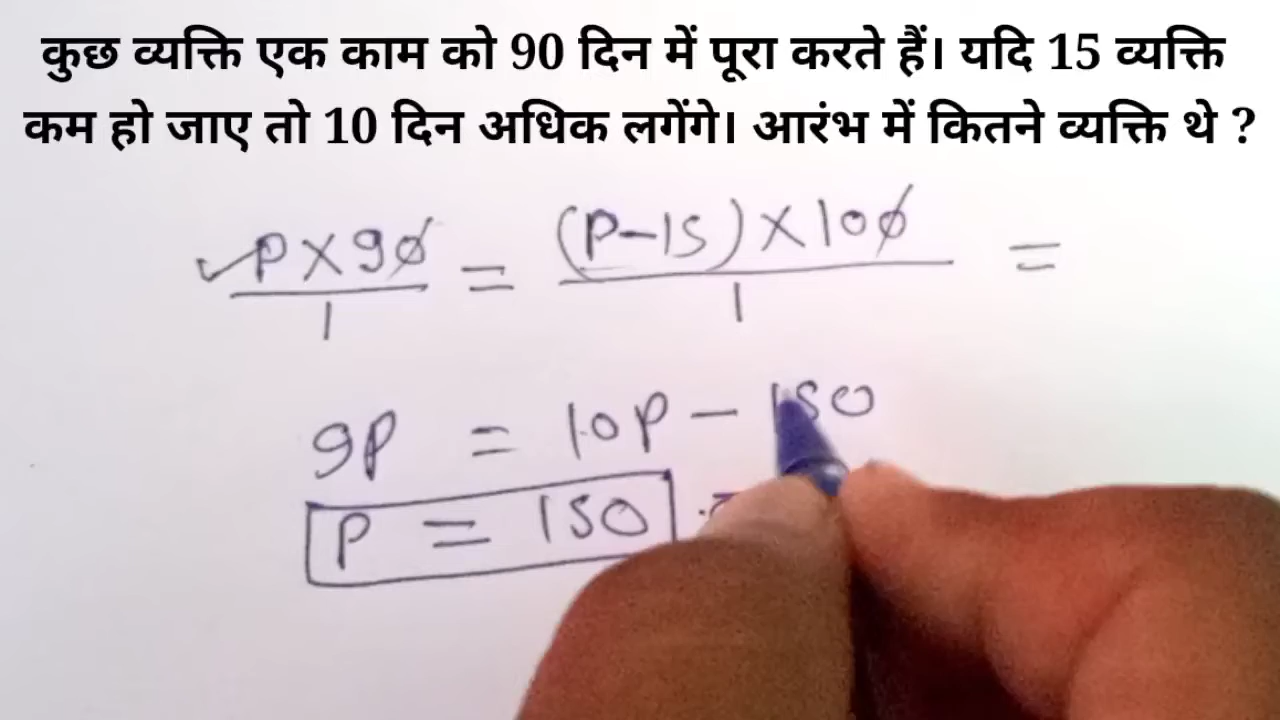 कुछ व्यक्ति एक काम को 90 दिन में पूरा करते हैं। यदि 15 व्यक्ति
कम हो जाए तो 10 दिन अधिक लगेंगे। आरंभ में कितने व्यक्ति थे ?
P×90/1 = (P-15)×100/1 =
9P = 10P - 150
P = 150